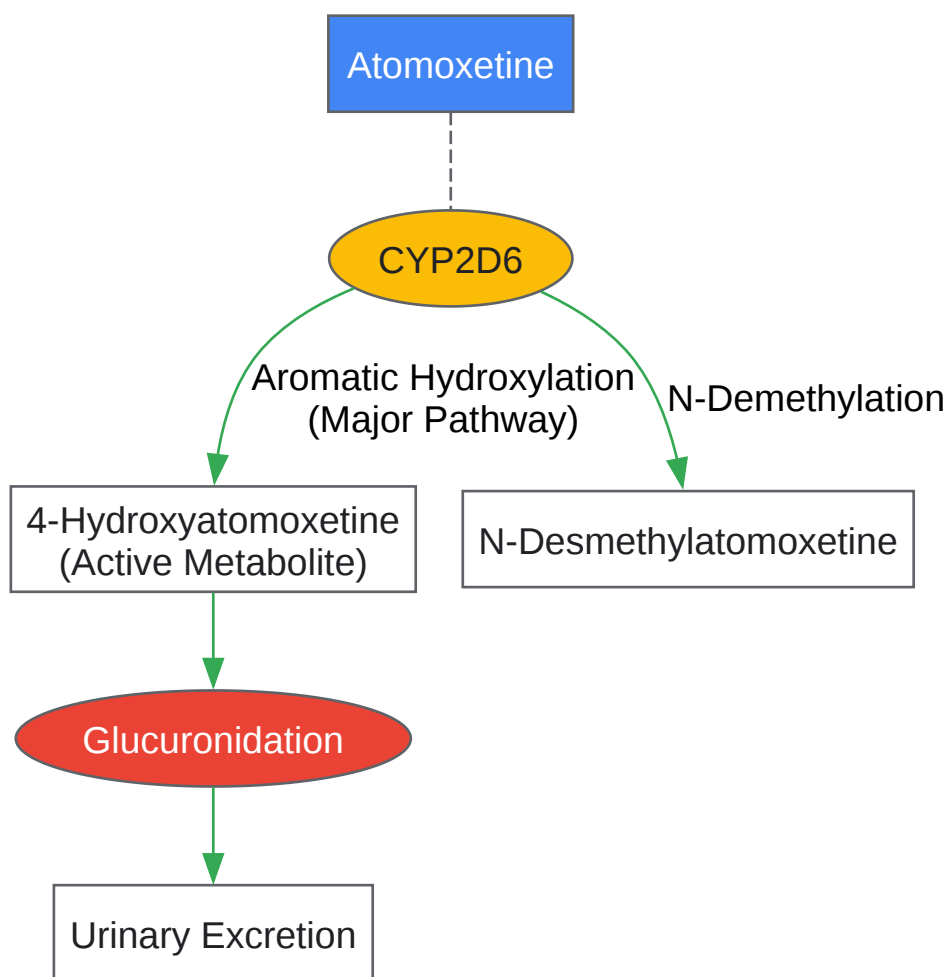 Atomoxetine
CYP2D6
Aromatic Hydroxylation
(Major Pathway)
N-Demethylation
4-Hydroxyatomoxetine
(Active Metabolite)
N-Desmethylatomoxetine
Glucuronidation
Urinary Excretion